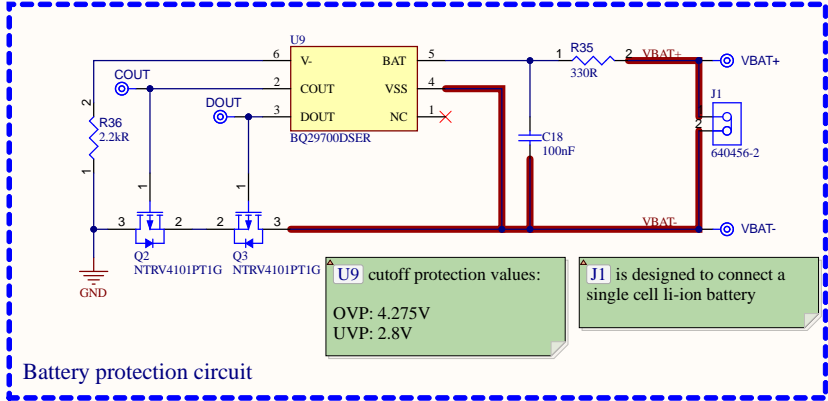 U9
6
V-
BAT
5
1
R35
2
VBAT+
VBAT+
330R
COUT
2
COUT
VSS
4
J1
DOUT
3
DOUT
NC
1
1
2
BQ29700DSER
640456-2
2
R36
2.2kR
1
C18
100nF
1
1
3
2
2
3
VBAT-
VBAT-
Q2
NTRV4101PT1G
Q3
NTRV4101PT1G
GND
U9 cutoff protection values:
OVP: 4.275V
UVP: 2.8V
J1 is designed to connect a
single cell li-ion battery
Battery protection circuit